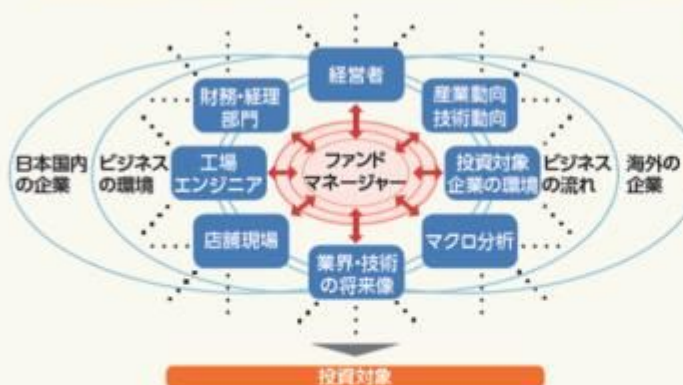 経営者
財務・経理
部門
産業動向
技術動向
日本国内
の企業
ビジネス
の環境
工場
エンジニア
ファンド
マネージャー
投資対象
企業の環境
ビジネス
の流れ
海外の
企業
店舗現場
マクロ分析
業界・技術
の将来像
投資対象